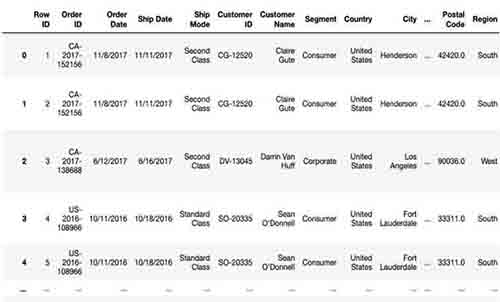 Row ID Order ID Order Date Ship Date Ship Mode Customer ID Customer Name Segment Country City ... Postal Code Region
0 1 CA-2017-152156 11/8/2017 11/11/2017 Second Class CG-12520 Claire Gute Consumer United States Henderson ... 42420.0 South
1 2 CA-2017-152156 11/8/2017 11/11/2017 Second Class CG-12520 Claire Gute Consumer United States Henderson ... 42420.0 South
2 3 CA-2017-138688 6/12/2017 6/16/2017 Second Class DV-13045 Darrin Van Huff Corporate United States Los Angeles ... 90036.0 West
3 4 US-2016-108966 10/11/2016 10/18/2016 Standard Class SO-20335 Sean O'Donnell Consumer United States Fort Lauderdale ... 33311.0 South
4 5 US-2016-108966 10/11/2016 10/18/2016 Standard Class SO-20335 Sean O'Donnell Consumer United States Fort Lauderdale ... 33311.0 South
... ... ... ... ... ... ... ... ... ... ... ... ... ...